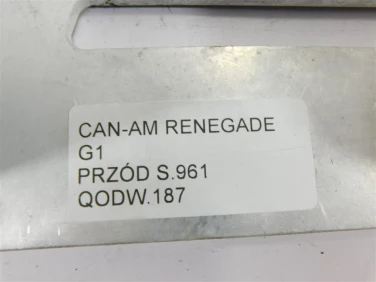 CAN-AM RENEGADE
G1
PRZÓD S.961
QODW.187